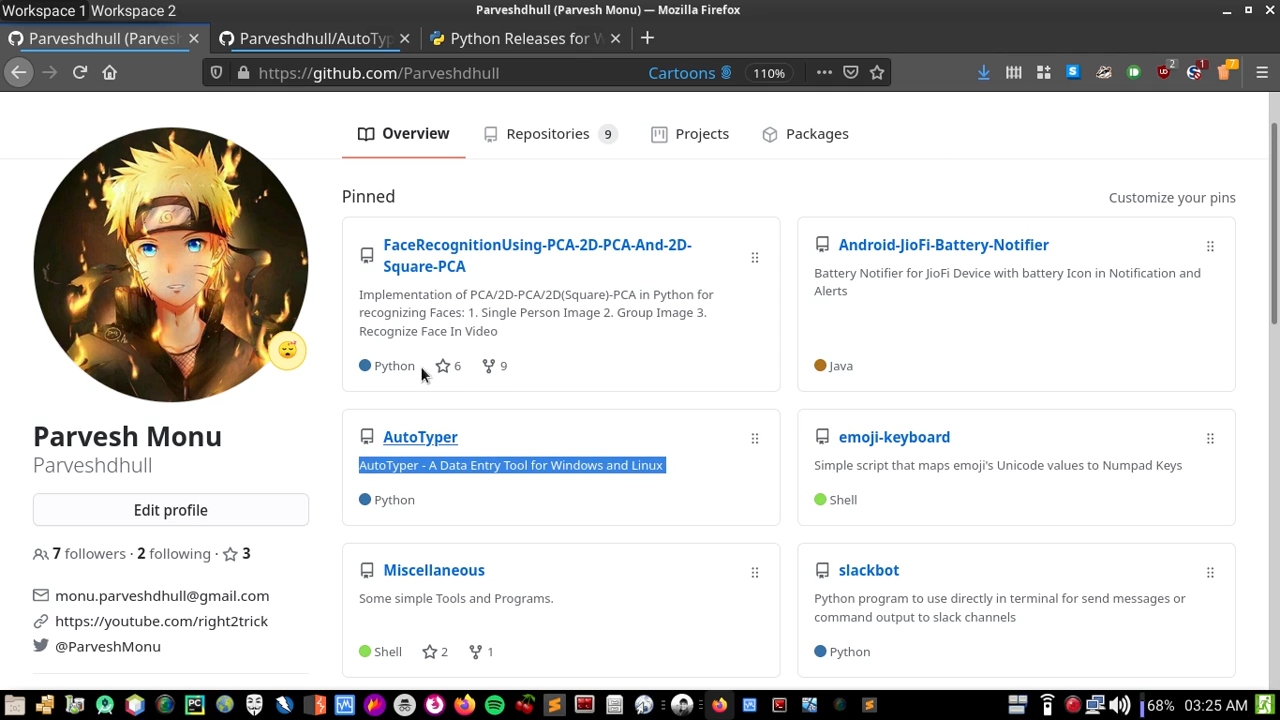 Workspace 1 Workspace 2
Parveshdhull (Parvesh Monu) — Mozilla Firefox
Parveshdhull (Parvesh
Parveshdhull/AutoTyp
Python Releases for W
https://github.com/Parveshdhull
Cartoons
110%
2
1
7
Overview
Repositories 9
Projects
Packages
Pinned
Customize your pins
FaceRecognitionUsing-PCA-2D-PCA-And-2D-
Square-PCA
Implementation of PCA/2D-PCA/2D(Square)-PCA in Python for
recognizing Faces: 1. Single Person Image 2. Group Image 3.
Recognize Face In Video
Python 6 9
Android-JioFi-Battery-Notifier
Battery Notifier for JioFi Device with battery Icon in Notification and
Alerts
Java
AutoTyper
AutoTyper - A Data Entry Tool for Windows and Linux
Python
emoji-keyboard
Simple script that maps emoji's Unicode values to Numpad Keys
Shell
Miscellaneous
Some simple Tools and Programs.
Shell 2 1
slackbot
Python program to use directly in terminal for send messages or
command output to slack channels
Python
Parvesh Monu
Parveshdhull
Edit profile
7 followers · 2 following · 3
monu.parveshdhull@gmail.com
https://youtube.com/right2trick
@ParveshMonu
68% 03:25 AM